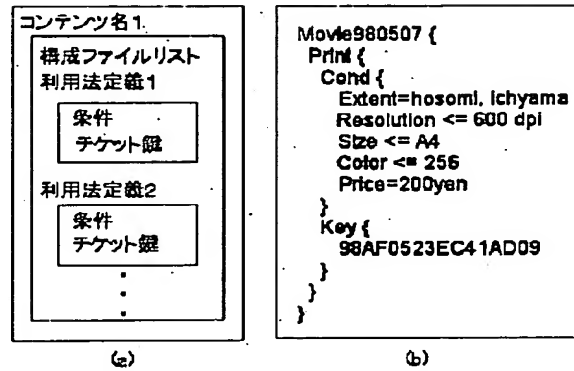 コンテンツ名1
構成ファイルリスト
利用法定義1
条件
チケット鍵
利用法定義2
条件
チケット鍵
(a)
Movie980507 {
Print {
Cond {
Extent=hosomi, ichyama
Resolution <= 600 dpi
Size <= A4
Color <= 256
Price=200yen
}
Key {
98AF0523EC41AD09
}
}
}
(b)